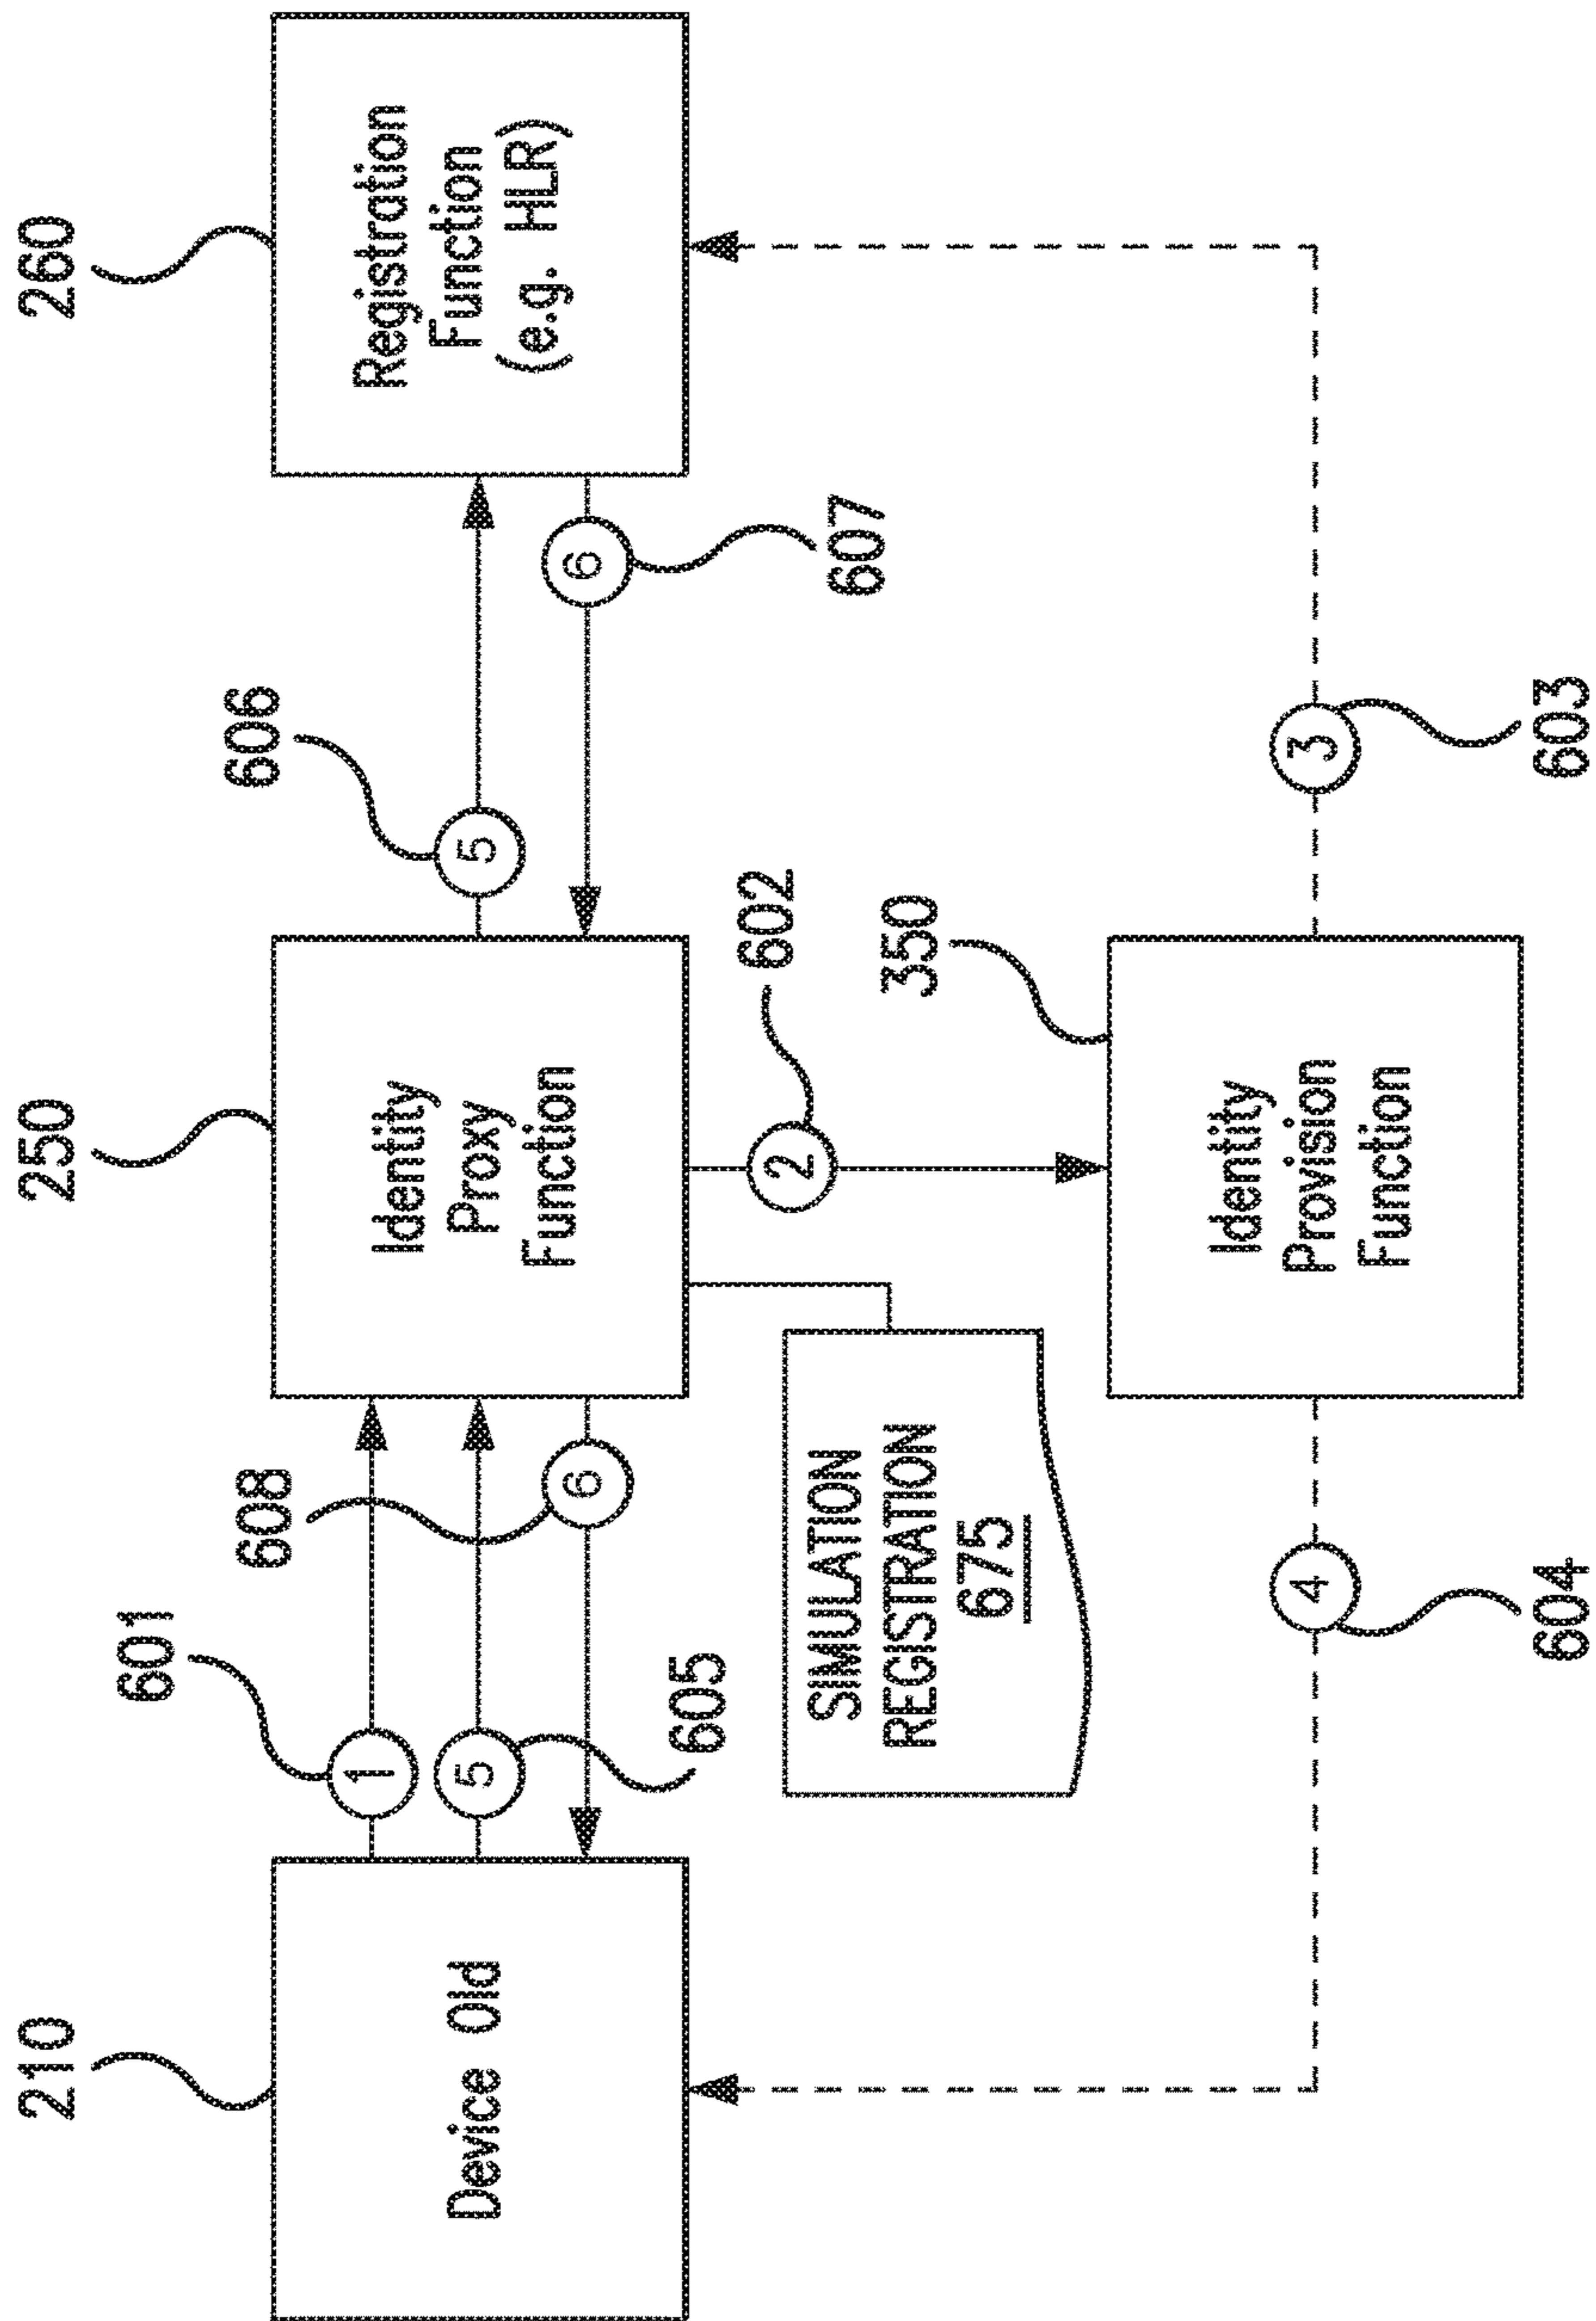 210
250
260
601
608
606
Device Old
1
5
6
605
Identity
Proxy
Function
5
6
607
Registration
Function
(e.g. HLR)
SIMULATION
REGISTRATION
675
2
602
350
Identity
Provision
Function
4
604
3
603